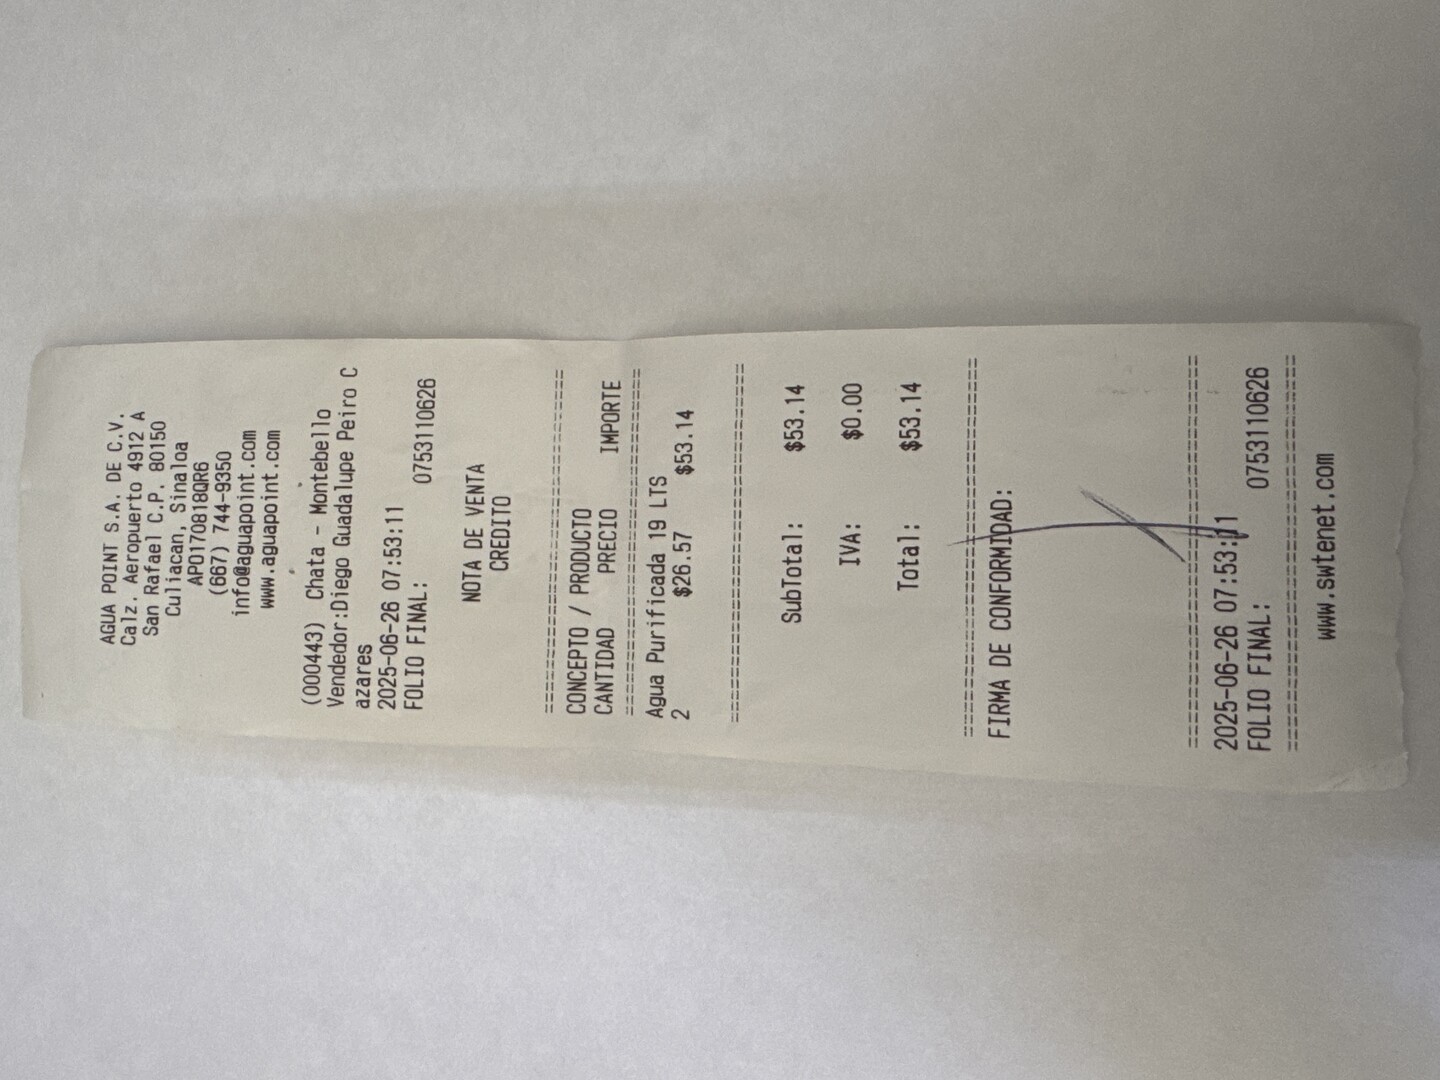 AGUA POINT S.A. DE C.V.
Calz. Aeropuerto 4912 A
San Rafael C.P. 80150
Culiacan, Sinaloa
APO170818QR6
(667) 744-9350
info@aguapoint.com
www.aguapoint.com
(000443) Chata - Montebello
Vendedor:Diego Guadalupe Peiro C
azares
2025-06-26 07:53:11
FOLIO FINAL: 0753110626
NOTA DE VENTA
CREDITO
================================
CONCEPTO / PRODUCTO
CANTIDAD PRECIO IMPORTE
================================
Agua Purificada 19 LTS
2 $26.57 $53.14
================================
SubTotal: $53.14
IVA: $0.00
Total: $53.14
================================
FIRMA DE CONFORMIDAD:
================================
2025-06-26 07:53:11
FOLIO FINAL: 0753110626
================================
www.swtenet.com